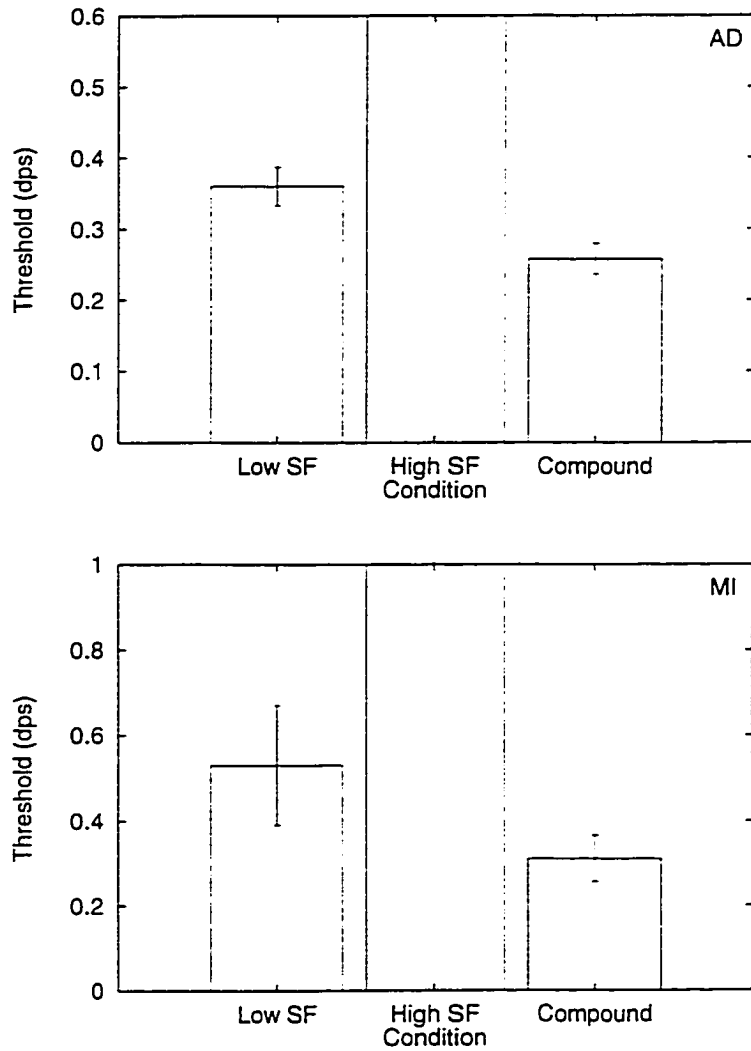 AD
Threshold (dps)
0.6
0.5
0.4
0.3
0.2
0.1
0
Low SF High SF Compound
Condition
MI
Threshold (dps)
1
0.8
0.6
0.4
0.2
0
Low SF High SF Compound
Condition